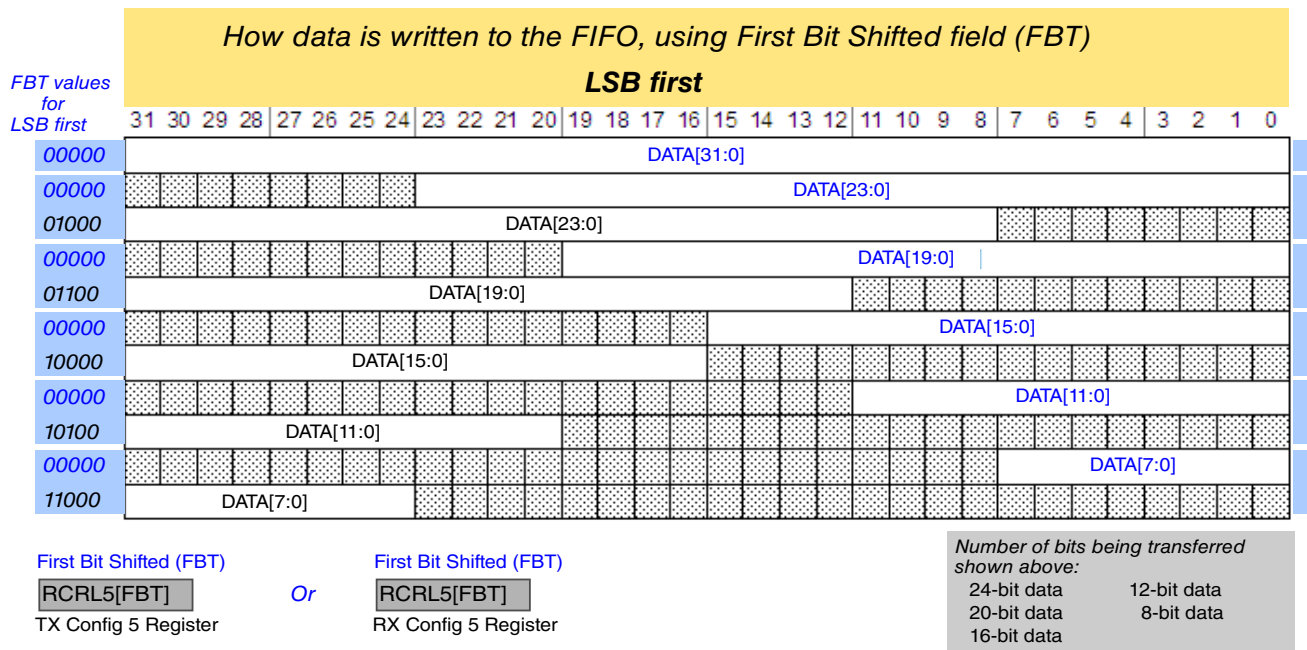 How data is written to the FIFO, using First Bit Shifted field (FBT)
LSB first
FBT values
for
LSB first
31 30 29 28 27 26 25 24 23 22 21 20 19 18 17 16 15 14 13 12 11 10 9 8 7 6 5 4 3 2 1 0
00000 DATA[31:0]
00000 DATA[23:0]
01000 DATA[23:0]
00000 DATA[19:0]
01100 DATA[19:0]
00000 DATA[15:0]
10000 DATA[15:0]
00000 DATA[11:0]
10100 DATA[11:0]
00000 DATA[7:0]
11000 DATA[7:0]
First Bit Shifted (FBT)
RCRL5[FBT]
TX Config 5 Register
Or
First Bit Shifted (FBT)
RCRL5[FBT]
RX Config 5 Register
Number of bits being transferred
shown above:
24-bit data 12-bit data
20-bit data 8-bit data
16-bit data